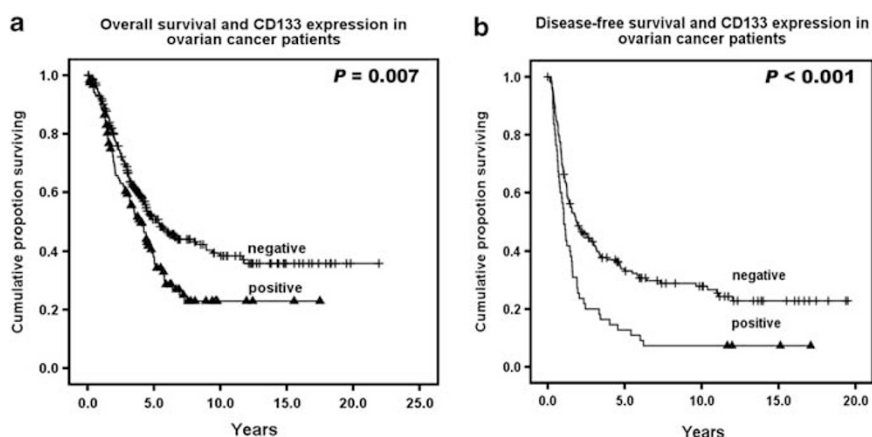 a
Overall survival and CD133 expression in
ovarian cancer patients
P = 0.007
Cumulative propotion surviving
1.0
0.8
0.6
0.4
0.2
0.0
negative
positive
0.0 5.0 10.0 15.0 20.0 25.0
Years
b
Disease-free survival and CD133 expression in
ovarian cancer patients
P < 0.001
Cumulative propotion surviving
1.0
0.8
0.6
0.4
0.2
0.0
negative
positive
0.0 5.0 10.0 15.0 20.0
Years